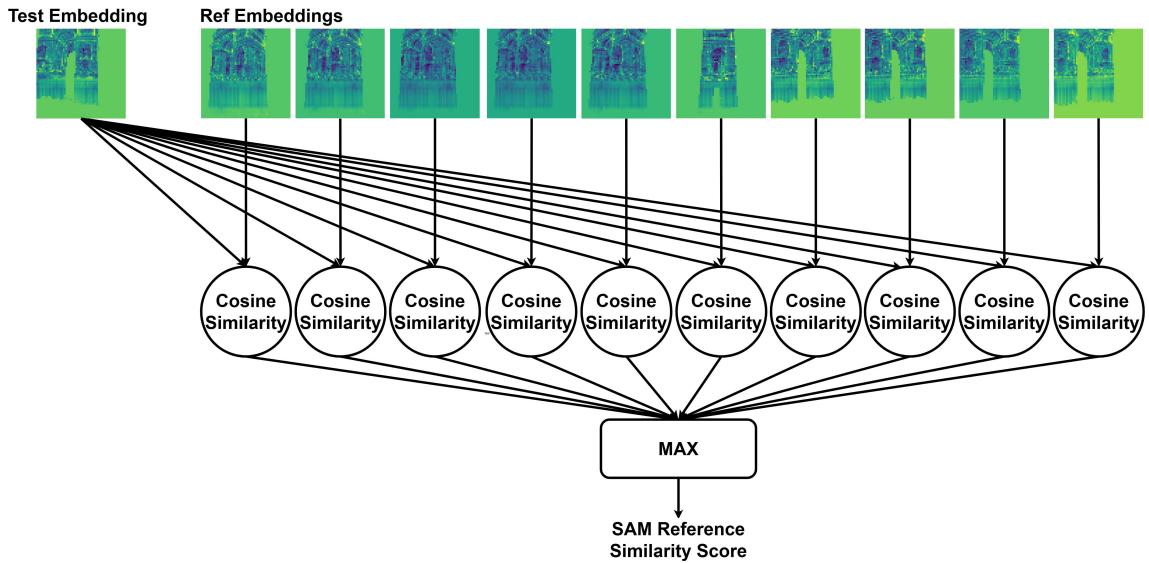 Test Embedding
Ref Embeddings
Cosine
Similarity
Cosine
Similarity
Cosine
Similarity
Cosine
Similarity
Cosine
Similarity
Cosine
Similarity
Cosine
Similarity
Cosine
Similarity
Cosine
Similarity
Cosine
Similarity
MAX
SAM Reference
Similarity Score